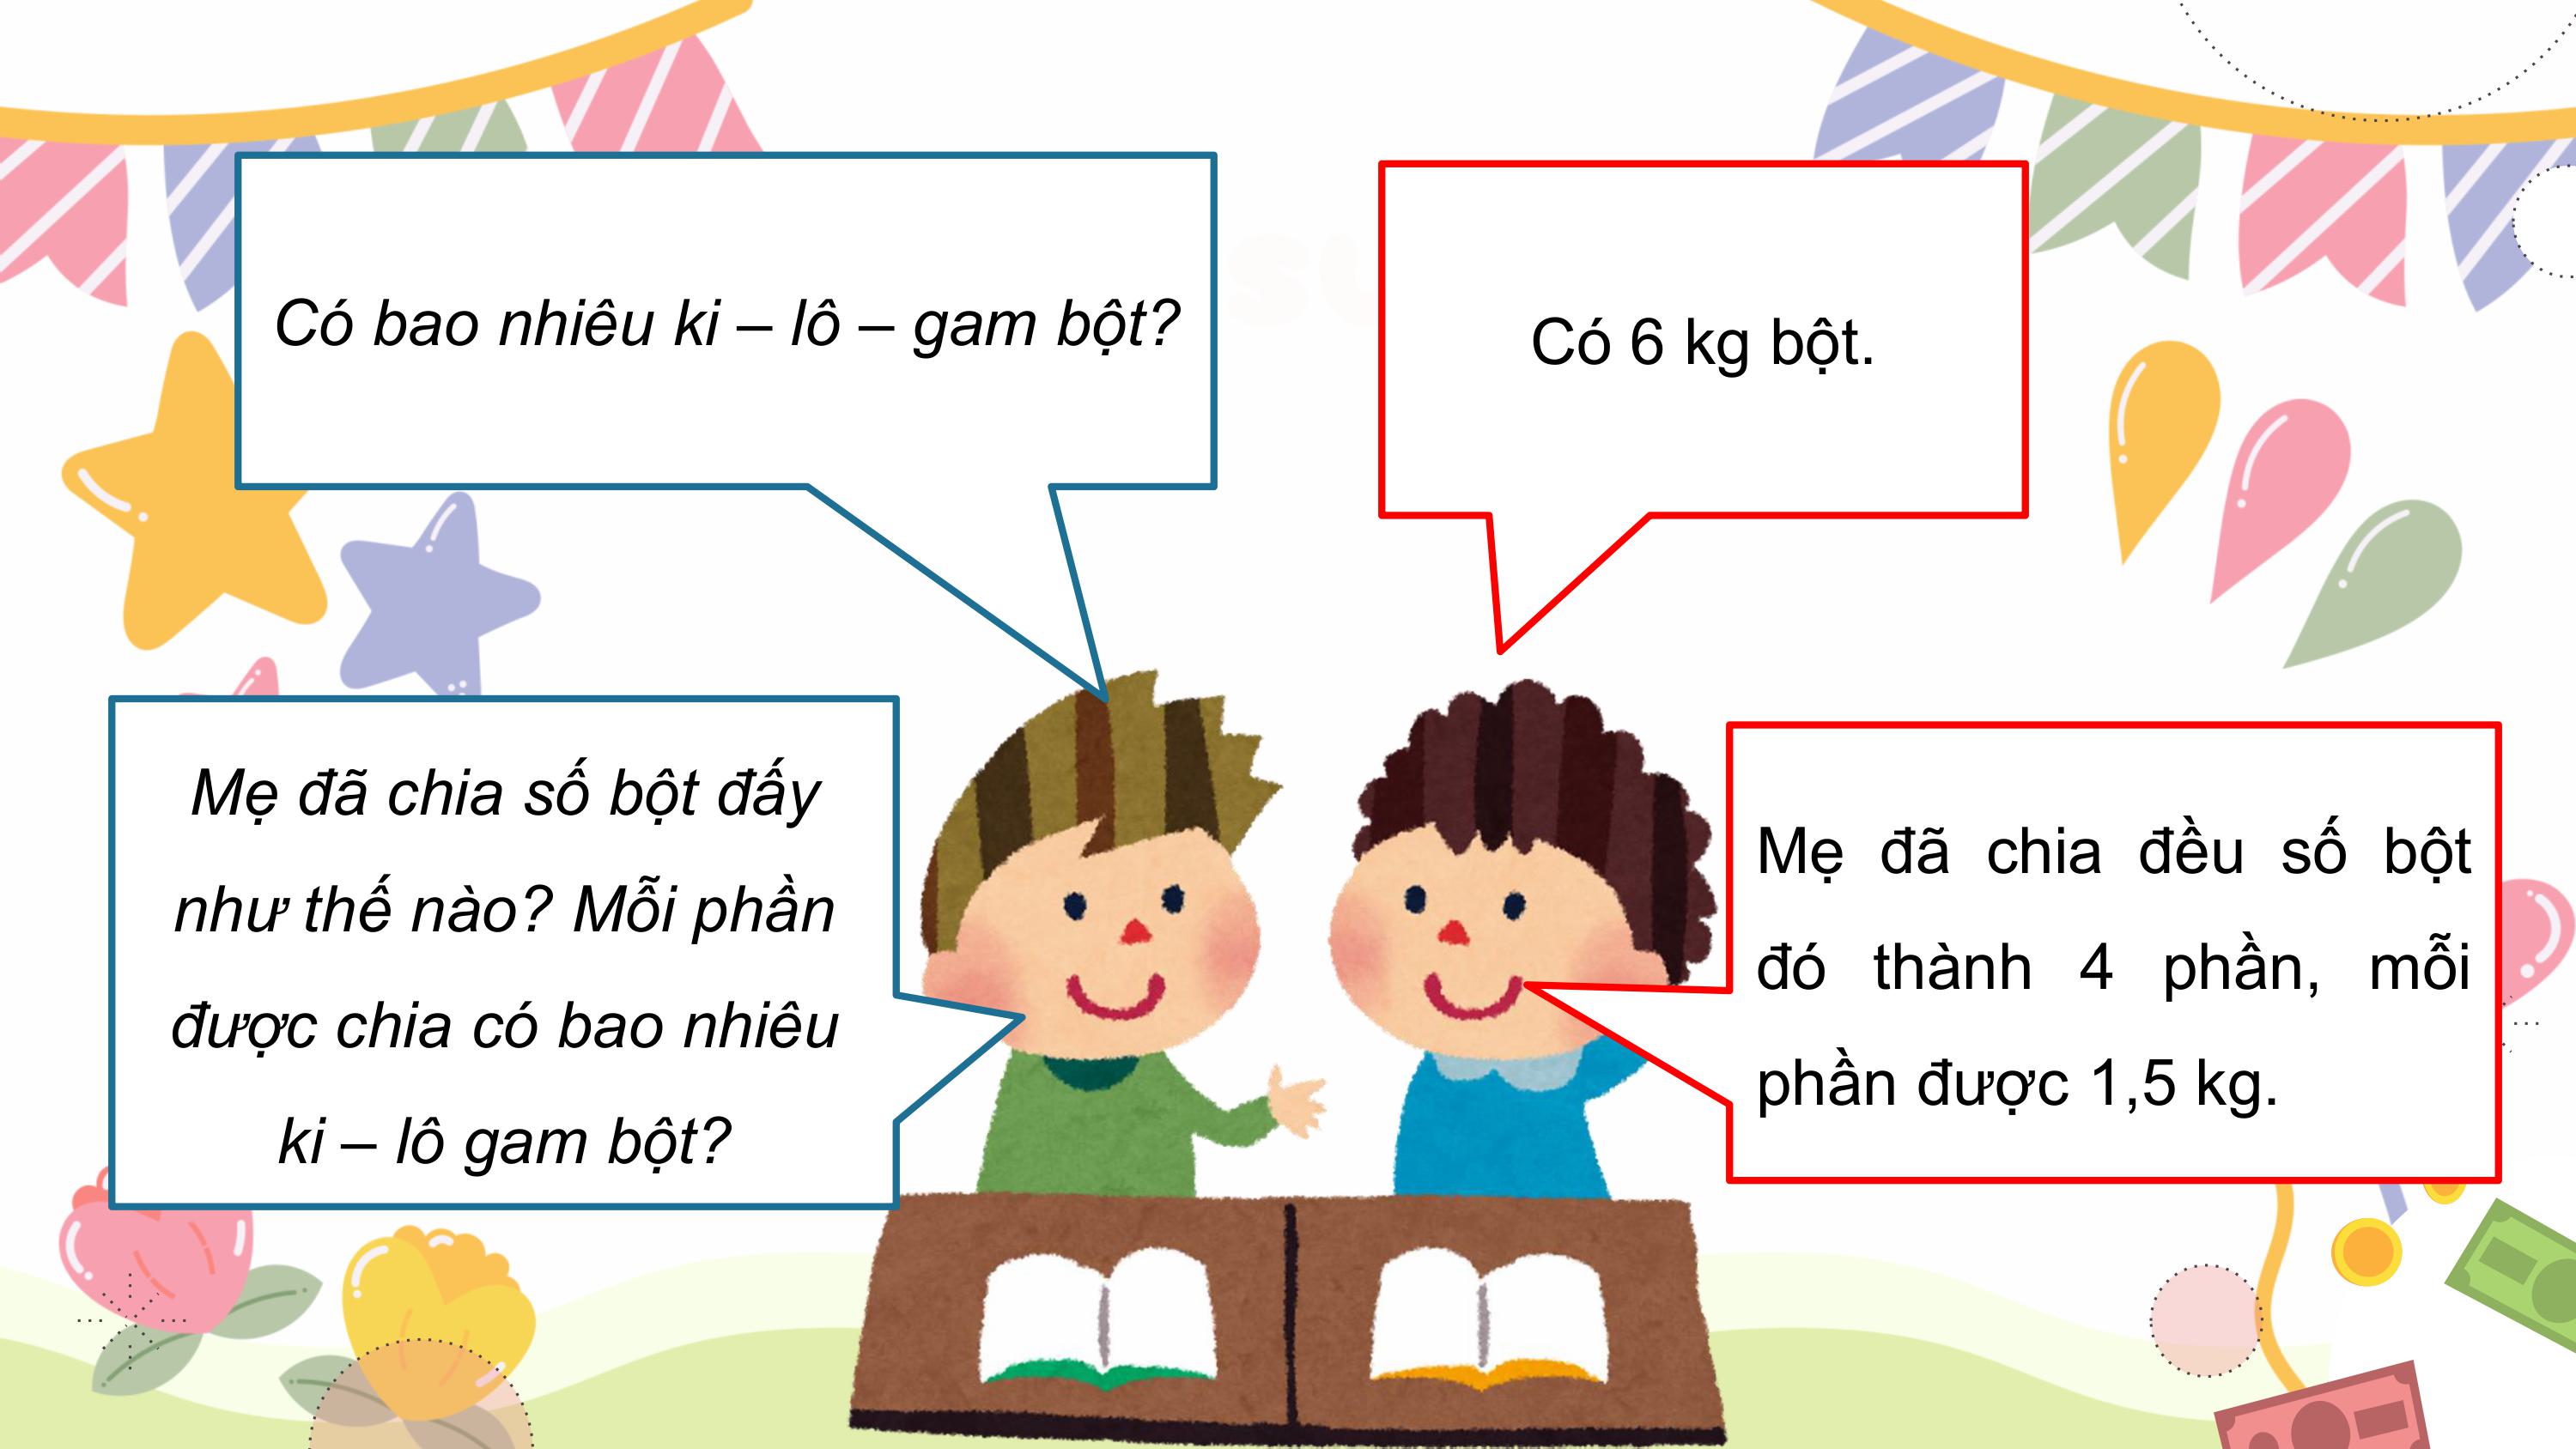 Có bao nhiêu ki – lô – gam bột?
Có 6 kg bột.
Mẹ đã chia số bột đấy
như thế nào? Mỗi phần
được chia có bao nhiêu
ki – lô gam bột?
Mẹ đã chia đều số bột
đó thành 4 phần, mỗi
phần được 1,5 kg.